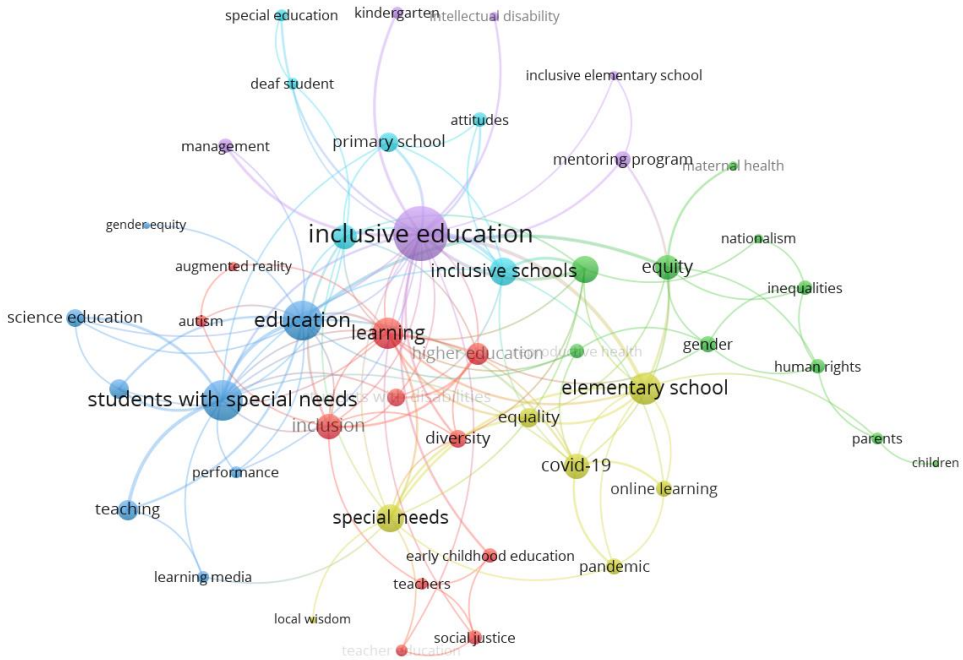 special education
kindergarten
intellectual disability
inclusive elementary school
deaf student
attitudes
primary school
management
mentoring program
maternal health
gender equity
inclusive education
nationalism
augmented reality
inclusive schools
equity
inequalities
science education
autism
education
learning
higher education
reproductive health
gender
human rights
students with special needs
elementary school
inclusion
equality
diversity
parents
children
covid-19
performance
online learning
teaching
special needs
early childhood education
pandemic
learning media
teachers
local wisdom
social justice
teacher education